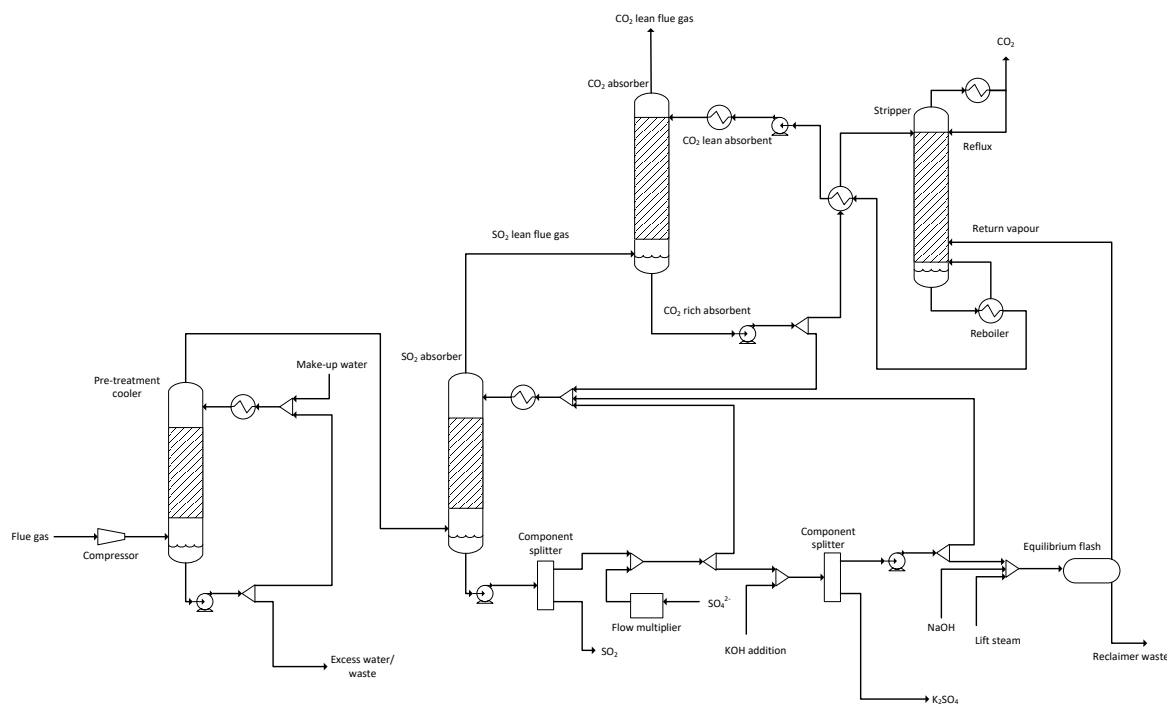 CO₂ lean flue gas
CO₂
CO₂ absorber
Stripper
CO₂ lean absorbent
Reflux
SO₂ lean flue gas
Return vapour
CO₂ rich absorbent
Reboiler
SO₂ absorber
Make-up water
Pre-treatment
cooler
Flue gas
Compressor
Component
splitter
Component
splitter
Equilibrium flash
SO₄²⁻
Flow multiplier
NaOH
Lift steam
SO₂
KOH addition
Reclaimer waste
Excess water/
waste
K₂SO₄